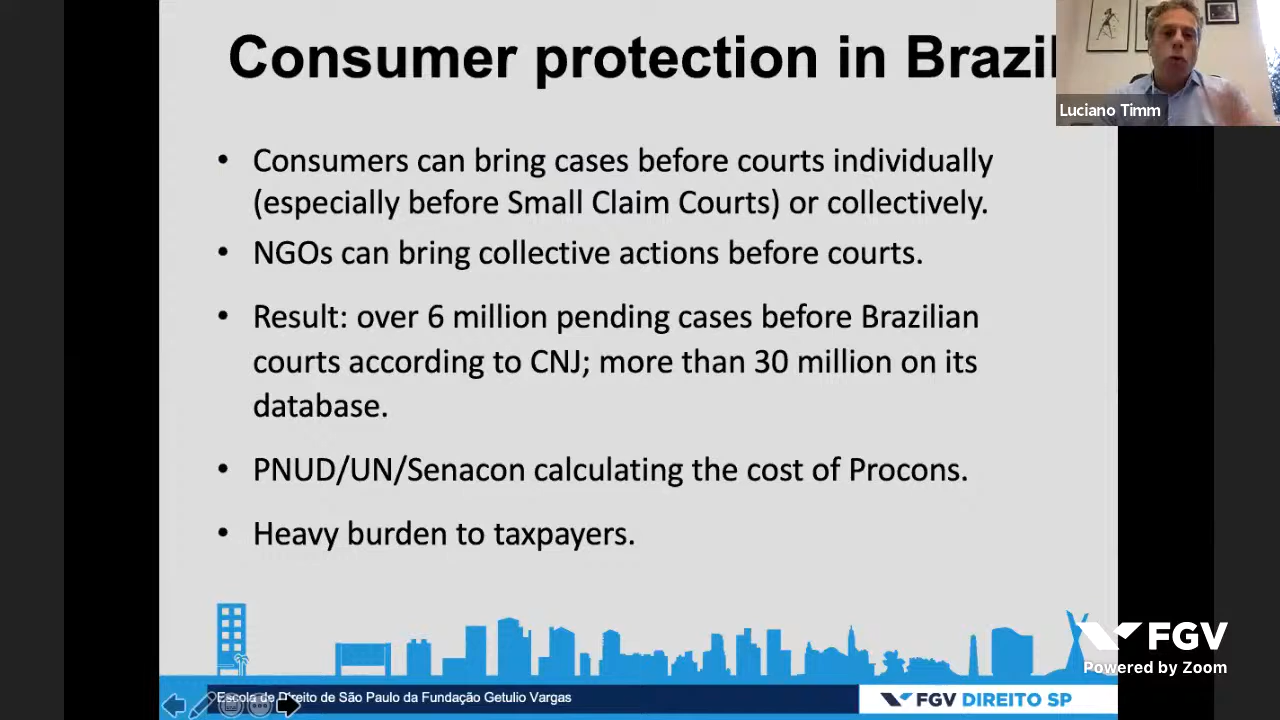 Consumer protection in Brazil
Luciano Timm
• Consumers can bring cases before courts individually
(especially before Small Claim Courts) or collectively.
• NGOs can bring collective actions before courts.
• Result: over 6 million pending cases before Brazilian
courts according to CNJ; more than 30 million on its
database.
• PNUD/UN/Senacon calculating the cost of Procons.
• Heavy burden to taxpayers.
FGV
Powered by Zoom
Escola de Direito de São Paulo da Fundação Getulio Vargas
FGV DIREITO SP